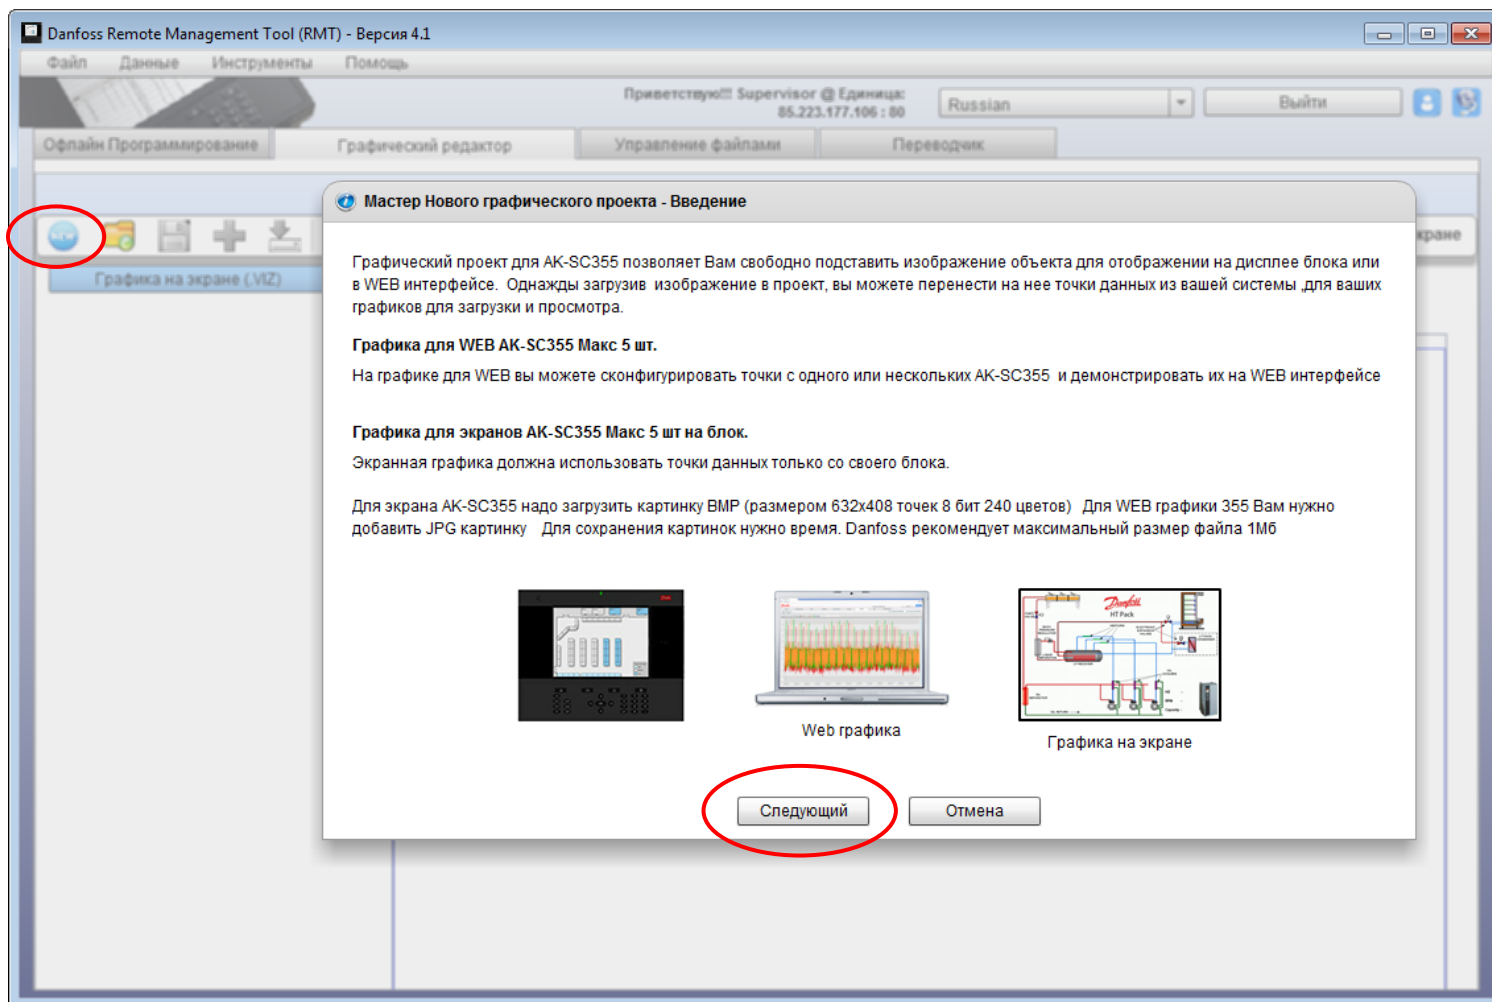 Danfoss Remote Management Tool (RMT) - Версия 4.1
Файл Данные Инструменты Помощь
Приветствую!!! Supervisor @ Единица:
85.223.177.106 : 80
Russian
Выйти
Офлайн Программирование Графический редактор Управление файлами Переводчик
Мастер Нового графического проекта - Введение
NEW
кране
Графика на экране (.VIZ)
Графический проект для AK-SC355 позволяет Вам свободно подставить изображение объекта для отображении на дисплее блока или
в WEB интерфейсе. Однажды загрузив изображение в проект, вы можете перенести на нее точки данных из вашей системы ,для ваших
графиков для загрузки и просмотра.
Графика для WEB AK-SC355 Макс 5 шт.
На графике для WEB вы можете сконфигурировать точки с одного или нескольких AK-SC355 и демонстрировать их на WEB интерфейсе
Графика для экранов AK-SC355 Макс 5 шт на блок.
Экранная графика должна использовать точки данных только со своего блока.
Для экрана AK-SC355 надо загрузить картинку BMP (размером 632x408 точек 8 бит 240 цветов) Для WEB графики 355 Вам нужно
добавить JPG картинку Для сохранения картинок нужно время. Danfoss рекомендует максимальный размер файла 1Мб
Danfoss
HT Pack
Web графика
Графика на экране
Следующий
Отмена